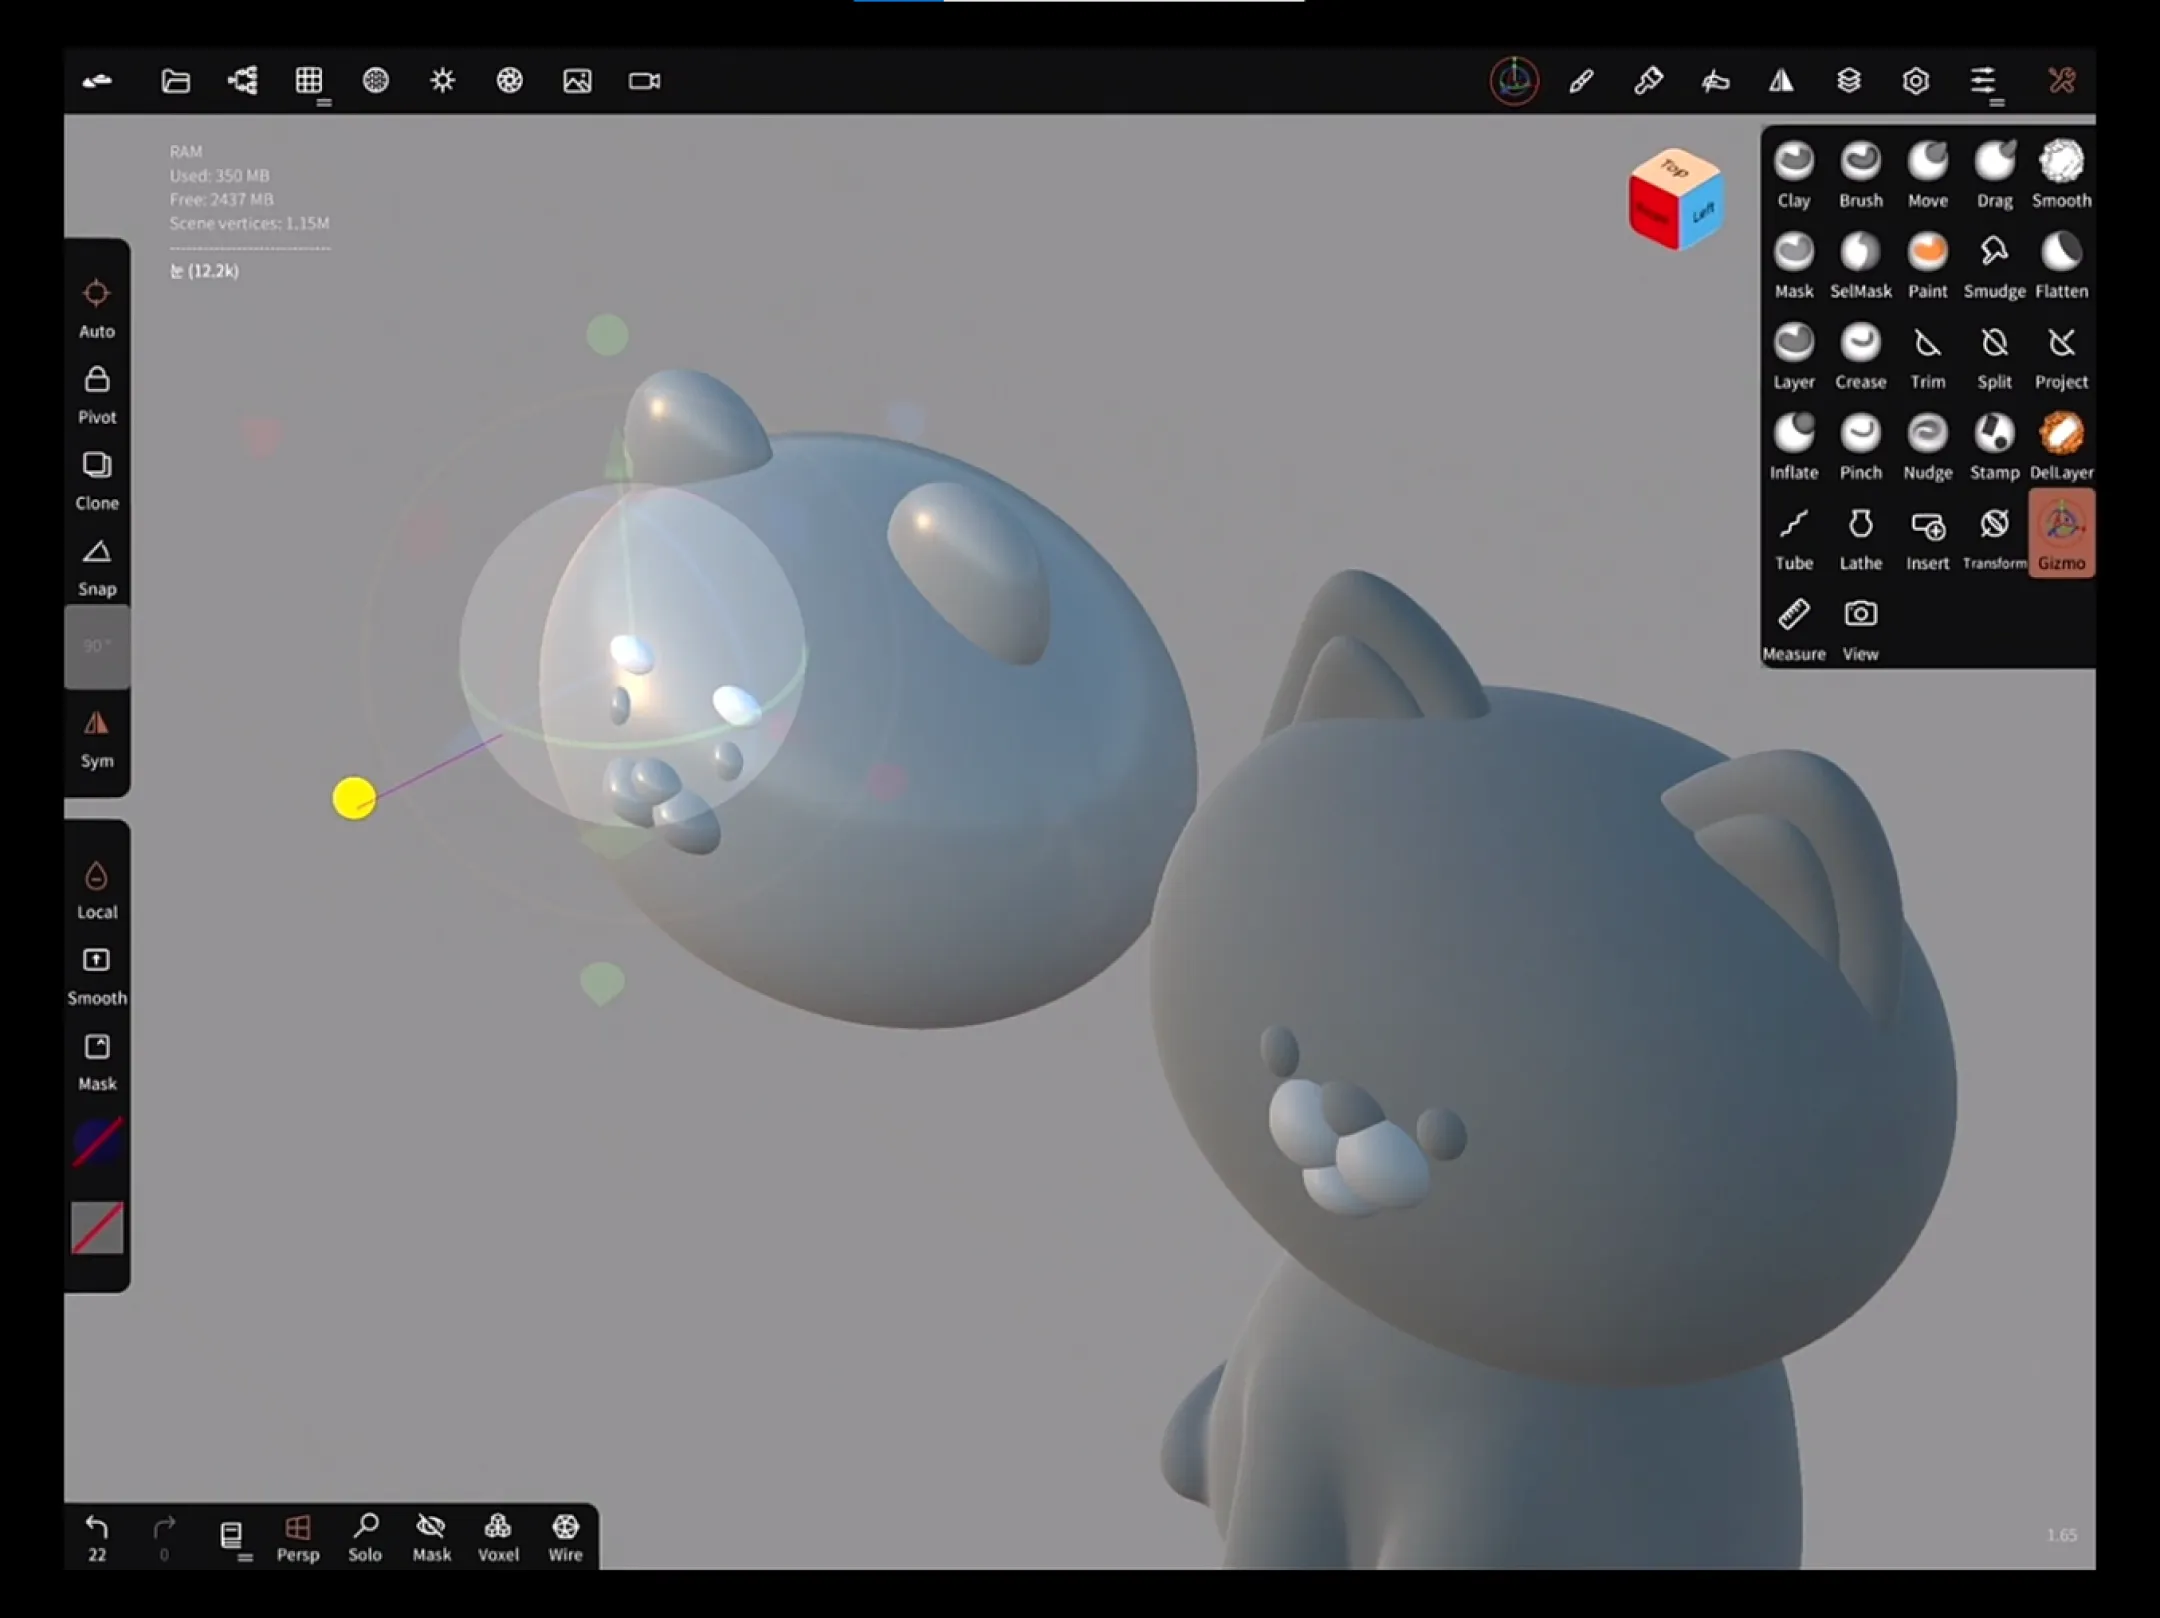 RAM
Used: 350 MB
Free: 2437 MB
Scene vertices: 1.15M
눈 (12.2k)
Top
Left
Auto
Pivot
Clone
Snap
90°
Sym
Local
Smooth
Mask
Clay Brush Move Drag Smooth
Mask SelMask Paint Smudge Flatten
Layer Crease Trim Split Project
Inflate Pinch Nudge Stamp DelLayer
Tube Lathe Insert Transform Gizmo
Measure View
22 0 Persp Solo Mask Voxel Wire
1.65